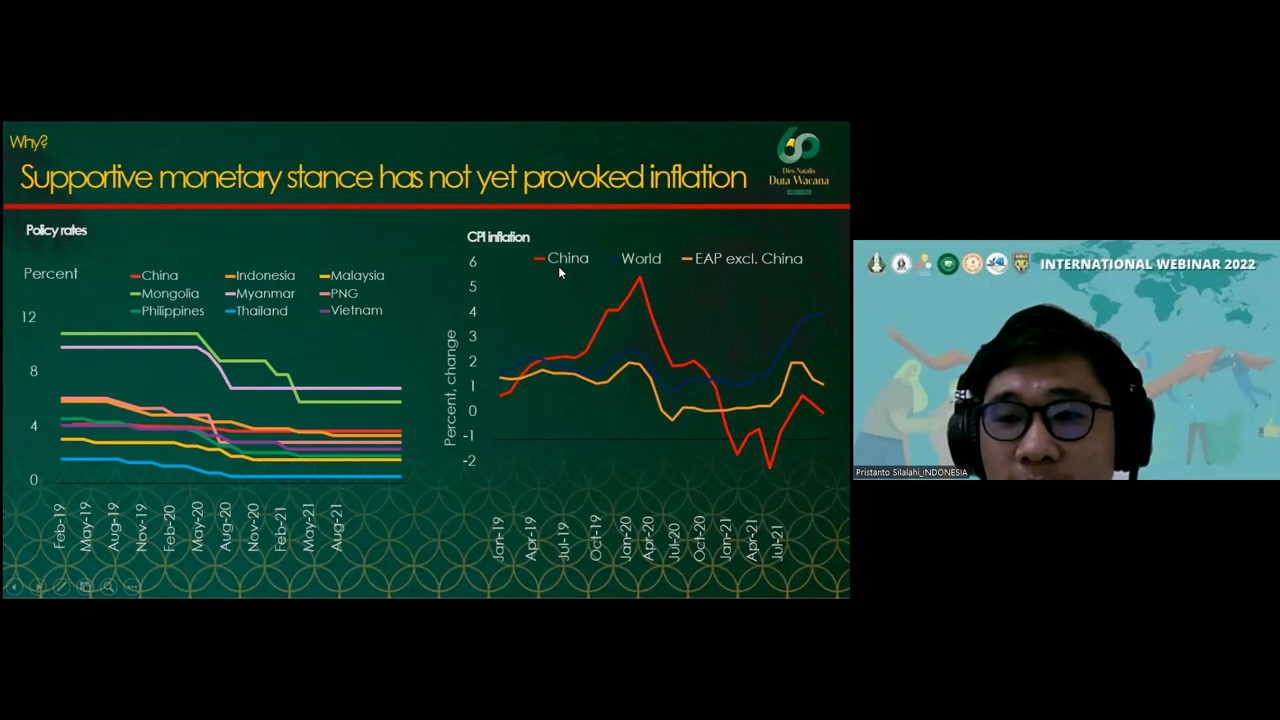 Why?
Supportive monetary stance has not yet provoked inflation
60
Dies Natalis
Duta Wacana
Policy rates
Percent
China
Indonesia
Malaysia
Mongolia
Myanmar
PNG
Philippines
Thailand
Vietnam
12
8
4
0
Feb-19
May-19
Aug-19
Nov-19
Feb-20
May-20
Aug-20
Nov-20
Feb-21
May-21
Aug-21
CPI inflation
China
World
EAP excl. China
Percent, change
6
5
4
3
2
1
0
-1
-2
Jan-19
Apr-19
Jul-19
Oct-19
Jan-20
Apr-20
Jul-20
Oct-20
Jan-21
Apr-21
Jul-21
INTERNATIONAL WEBINAR 2022
Pristanto Silalahi_INDONESIA